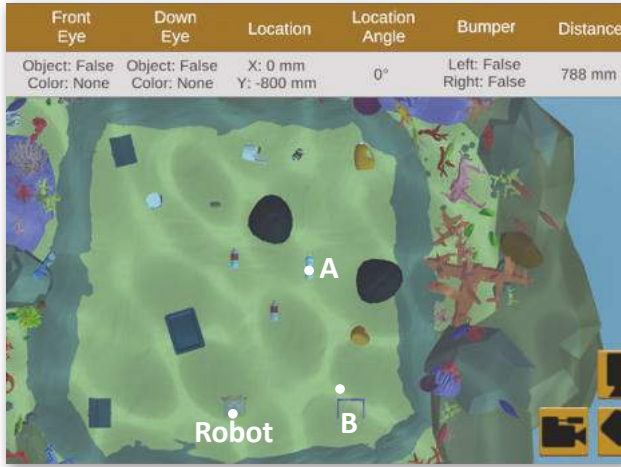 Front Eye
Down Eye
Location
Location Angle
Bumper
Distance
Object: False
Color: None
Object: False
Color: None
X: 0 mm
Y: -800 mm
0°
Left: False
Right: False
788 mm
A
B
Robot